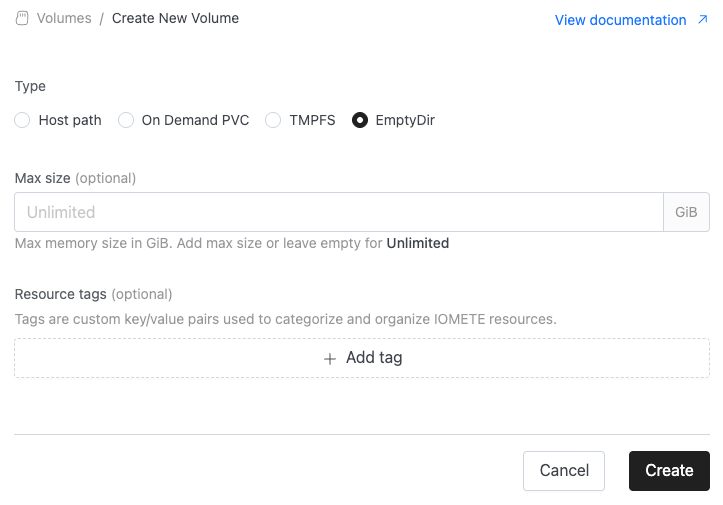 Volumes / Create New Volume
View documentation
Type
Host path On Demand PVC TMPFS EmptyDir
Max size (optional)
Unlimited GiB
Max memory size in GiB. Add max size or leave empty for Unlimited
Resource tags (optional)
Tags are custom key/value pairs used to categorize and organize IOMETE resources.
+ Add tag
Cancel Create